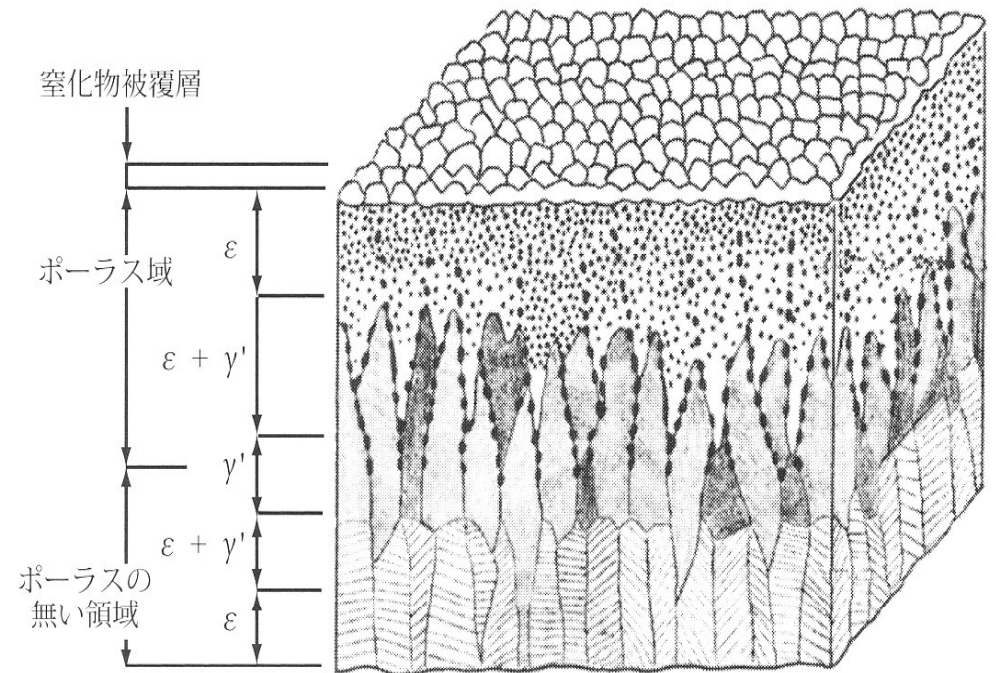 窒化物被覆層
ε
ポーラス域
ε + γ'
γ'
ε + γ'
ポーラスの
無い領域
ε